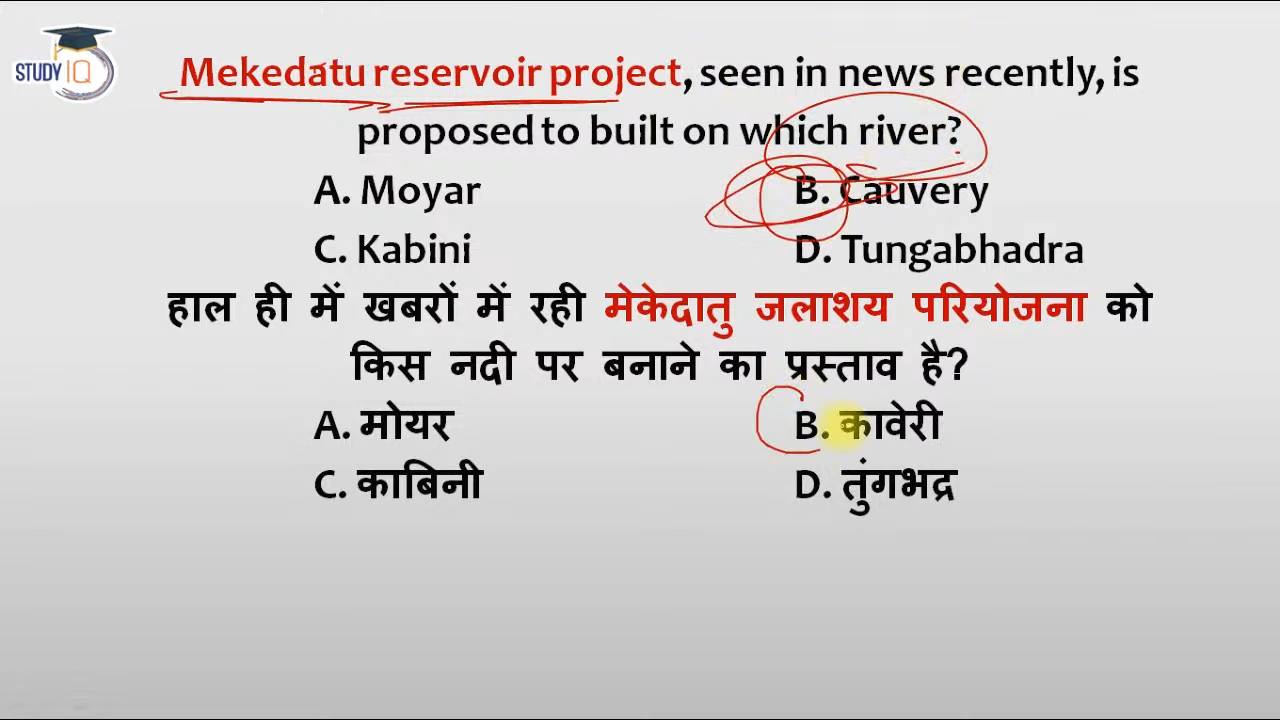 STUDY IQ
Mekedatu reservoir project, seen in news recently, is
proposed to built on which river?
A. Moyar B. Cauvery
C. Kabini D. Tungabhadra
हाल ही में खबरों में रही मेकेदातु जलाशय परियोजना को
किस नदी पर बनाने का प्रस्ताव है?
A. मोयर B. कावेरी
C. काबिनी D. तुंगभद्र